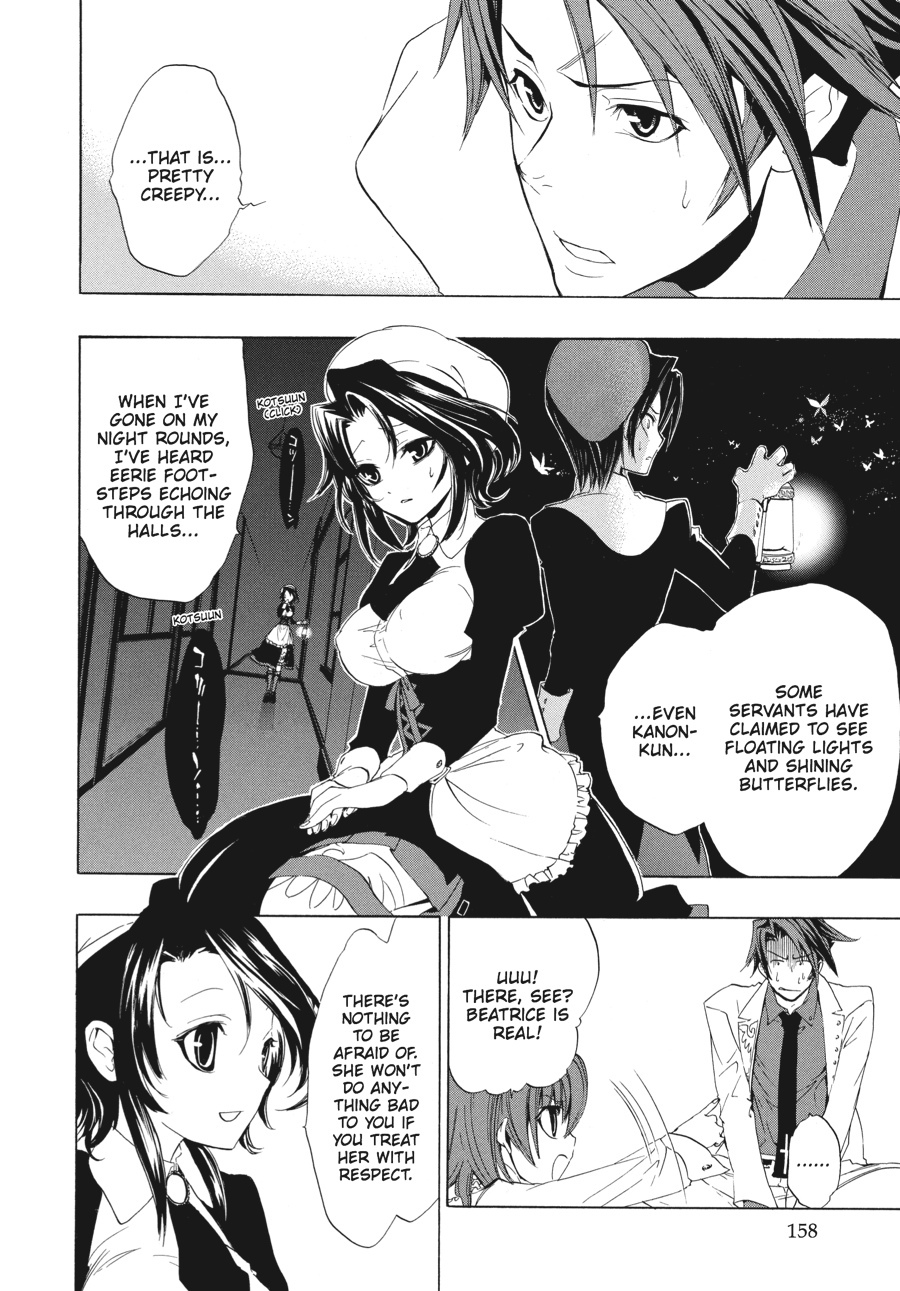 ...THAT IS...
PRETTY
CREEPY...
SOME
SERVANTS HAVE
CLAIMED TO SEE
FLOATING LIGHTS
AND SHINING
BUTTERFLIES.
...EVEN
KANON-
KUN...
WHEN I'VE
GONE ON MY
NIGHT ROUNDS,
I'VE HEARD
EERIE FOOT-
STEPS ECHOING
THROUGH THE
HALLS...
KOTSUUN
(CLICK)
KOTSUUN
UUU!
THERE, SEE?
BEATRICE IS
REAL!
......
THERE'S
NOTHING
TO BE
AFRAID OF.
SHE WON'T
DO ANY-
THING BAD
TO YOU IF
YOU TREAT
HER WITH
RESPECT.
158